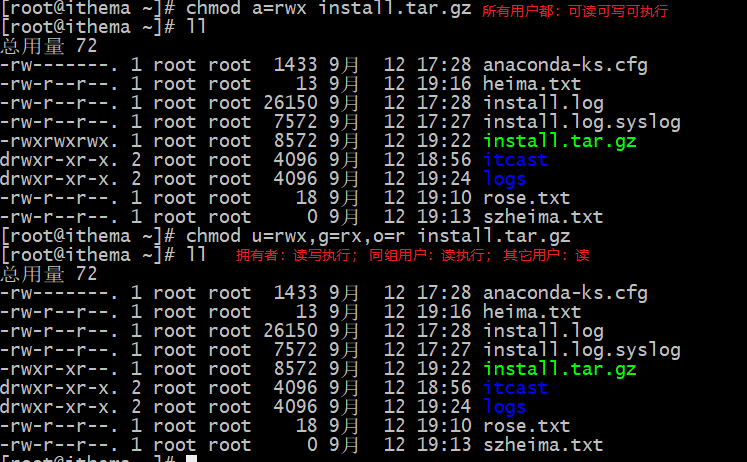 [root@ithema ~]# chmod a=rwx install.tar.gz 所有用户都：可读可写可执行
[root@ithema ~]# ll
总用量 72
-rw-------. 1 root root  1433 9月  12 17:28 anaconda-ks.cfg
-rw-r--r--. 1 root root    13 9月  12 19:16 heima.txt
-rw-r--r--. 1 root root 26150 9月  12 17:28 install.log
-rw-r--r--. 1 root root  7572 9月  12 17:27 install.log.syslog
-rwxrwxrwx. 1 root root  8572 9月  12 19:22 install.tar.gz
drwxr-xr-x. 2 root root  4096 9月  12 18:56 itcast
drwxr-xr-x. 2 root root  4096 9月  12 19:24 logs
-rw-r--r--. 1 root root    18 9月  12 19:10 rose.txt
-rw-r--r--. 1 root root     0 9月  12 19:13 szheima.txt
[root@ithema ~]# chmod u=rwx,g=rx,o=r install.tar.gz
[root@ithema ~]# ll 拥有者：读写执行；同组用户：读执行；其它用户：读
总用量 72
-rw-------. 1 root root  1433 9月  12 17:28 anaconda-ks.cfg
-rw-r--r--. 1 root root    13 9月  12 19:16 heima.txt
-rw-r--r--. 1 root root 26150 9月  12 17:28 install.log
-rw-r--r--. 1 root root  7572 9月  12 17:27 install.log.syslog
-rwxr-xr--. 1 root root  8572 9月  12 19:22 install.tar.gz
drwxr-xr-x. 2 root root  4096 9月  12 18:56 itcast
drwxr-xr-x. 2 root root  4096 9月  12 19:24 logs
-rw-r--r--. 1 root root    18 9月  12 19:10 rose.txt
-rw-r--r--. 1 root root     0 9月  12 19:13 szheima.txt
[root@ithema ~]#